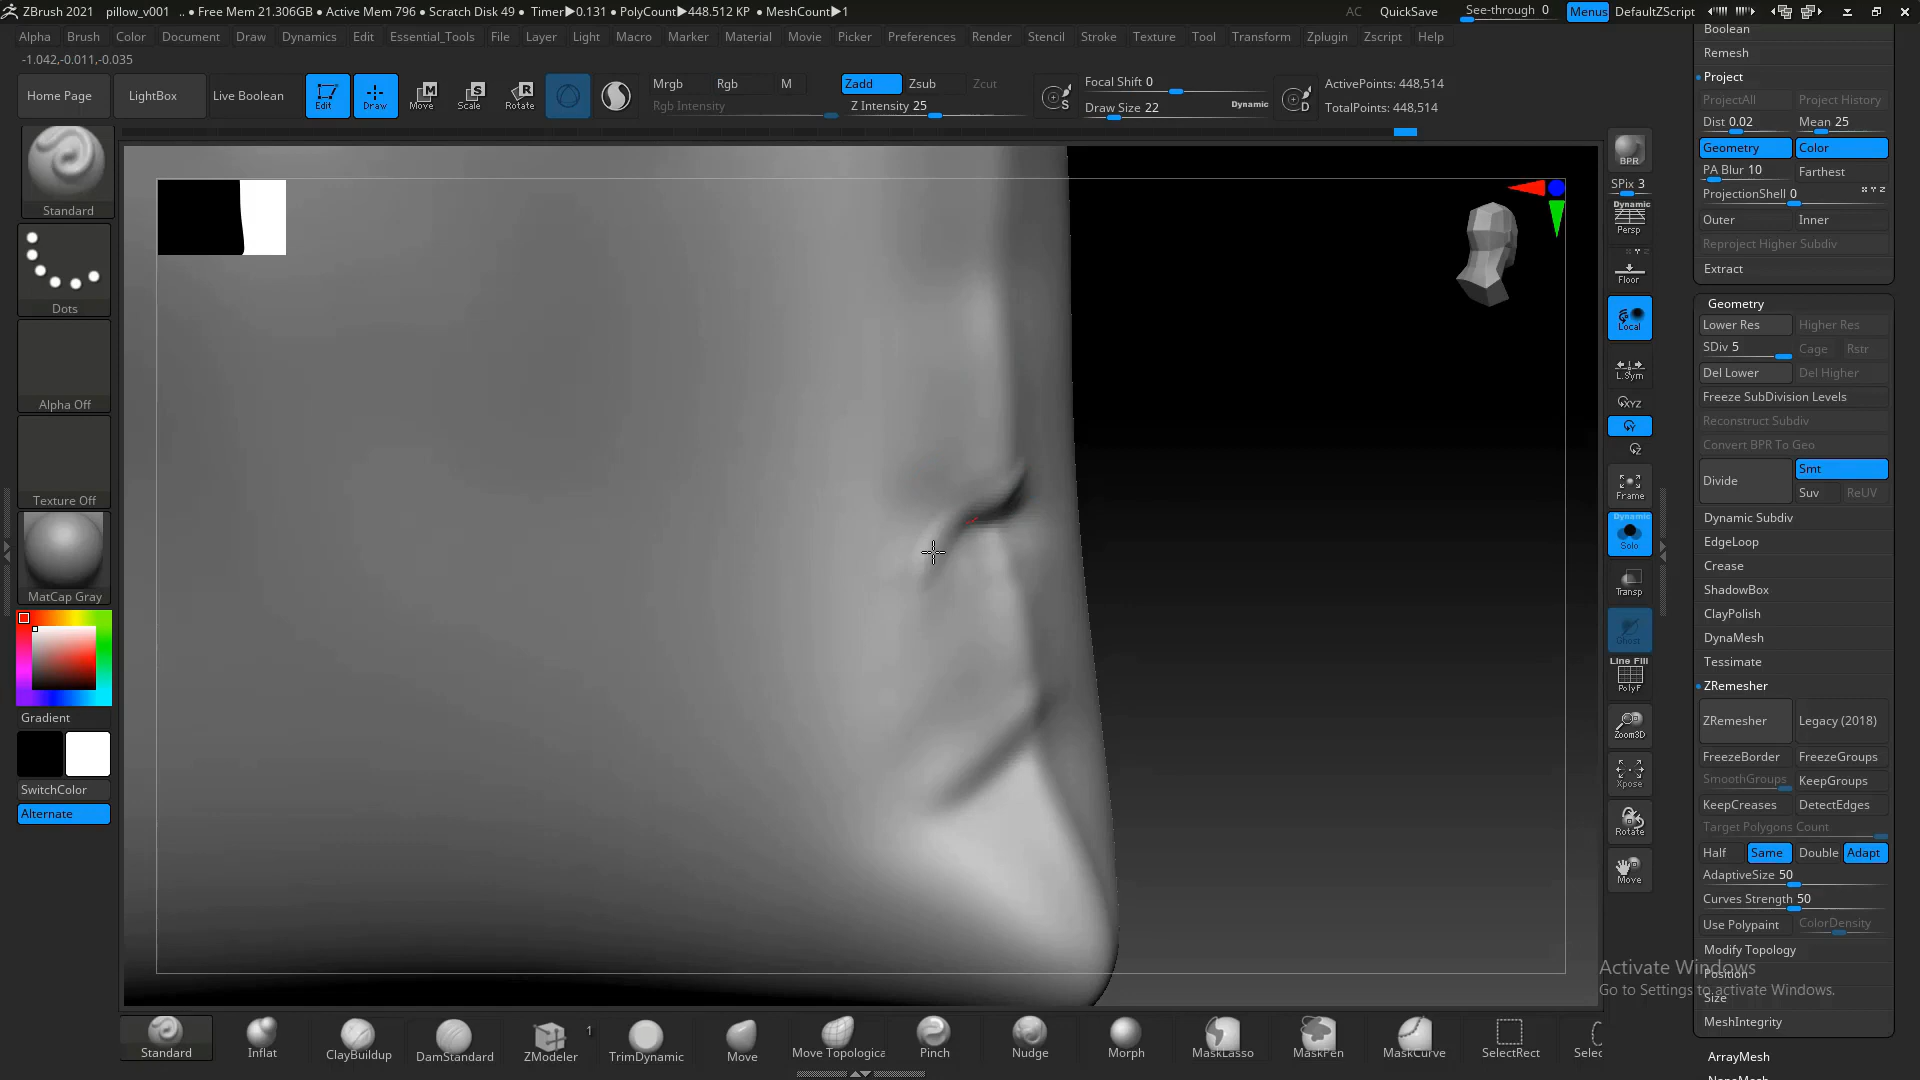 ZBrush 2021 pillow_v001 .. ● Free Mem 21.306GB ● Active Mem 796 ● Scratch Disk 49 ● Timer▶0.131 ● PolyCount▶448.512 KP ● MeshCount▶1 AC QuickSave See-through 0 Menus DefaultZScript
Alpha Brush Color Document Draw Dynamics Edit Essential_Tools File Layer Light Macro Marker Material Movie Picker Preferences Render Stencil Stroke Texture Tool Transform Zplugin Zscript Help
-1.042,-0.011,-0.035
Home Page LightBox Live Boolean Edit Draw Move Scale Rotate
Mrgb Rgb M Zadd Zsub Zcut
Rgb Intensity Z Intensity 25
Focal Shift 0
Draw Size 22 Dynamic
ActivePoints: 448,514
TotalPoints: 448,514
Standard
Dots
Alpha Off
Texture Off
MatCap Gray
Gradient
SwitchColor
Alternate
BPR
SPix 3
Dynamic
Persp
Floor
Local
L.Sym
XYZ
Y
Z
Frame
Dynamic
Solo
Transp
Ghost
Line Fill
PolyF
Zoom3D
Xpose
Rotate
Move
Boolean
Remesh
Project
ProjectAll Project History
Dist 0.02 Mean 25
Geometry Color
PA Blur 10 Farthest
ProjectionShell 0 X Y Z
Outer Inner
Reproject Higher Subdiv
Extract
Geometry
Lower Res Higher Res
SDiv 5 Cage Rstr
Del Lower Del Higher
Freeze SubDivision Levels
Reconstruct Subdiv
Convert BPR To Geo
Divide Smt
Suv ReUV
Dynamic Subdiv
EdgeLoop
Crease
ShadowBox
ClayPolish
DynaMesh
Tessimate
ZRemesher
ZRemesher Legacy (2018)
FreezeBorder FreezeGroups
SmoothGroups KeepGroups
KeepCreases DetectEdges
Target Polygons Count
Half Same Double Adapt
AdaptiveSize 50
Curves Strength 50
Use Polypaint ColorDensity
Modify Topology
Position
Size
MeshIntegrity
ArrayMesh
Activate Windows
Go to Settings to activate Windows.
Standard Inflat ClayBuildup DamStandard ZModeler 1 TrimDynamic Move Move Topologica Pinch Nudge Morph MaskLasso MaskPen MaskCurve SelectRect Selec